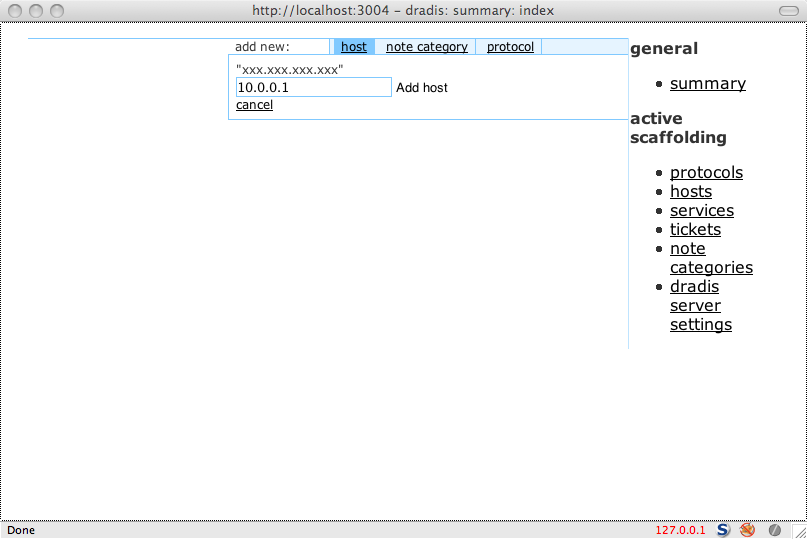 http://localhost:3004 – dradis: summary: index
add new: host note category protocol
"xxx.xxx.xxx.xxx"
10.0.0.1 Add host
cancel
general
summary
active
scaffolding
protocols
hosts
services
tickets
note
categories
dradis
server
settings
Done 127.0.0.1 S